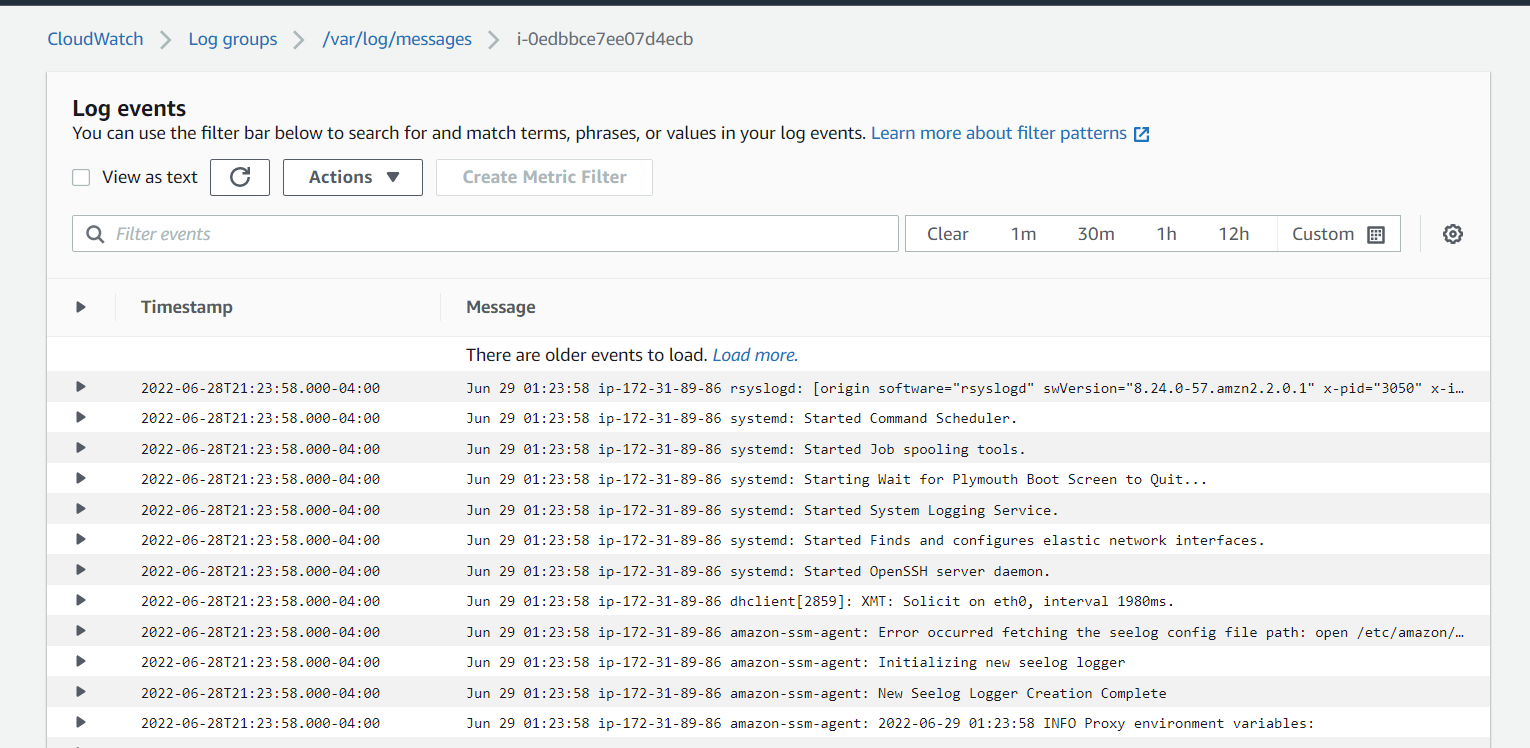 CloudWatch > Log groups > /var/log/messages > i-0edbbce7ee07d4ecb
Log events
You can use the filter bar below to search for and match terms, phrases, or values in your log events. Learn more about filter patterns
View as text Actions Create Metric Filter
Filter events Clear 1m 30m 1h 12h Custom
Timestamp Message
There are older events to load. Load more.
2022-06-28T21:23:58.000-04:00 Jun 29 01:23:58 ip-172-31-89-86 rsyslogd: [origin software="rsyslogd" swVersion="8.24.0-57.amzn2.2.0.1" x-pid="3050" x-i…
2022-06-28T21:23:58.000-04:00 Jun 29 01:23:58 ip-172-31-89-86 systemd: Started Command Scheduler.
2022-06-28T21:23:58.000-04:00 Jun 29 01:23:58 ip-172-31-89-86 systemd: Started Job spooling tools.
2022-06-28T21:23:58.000-04:00 Jun 29 01:23:58 ip-172-31-89-86 systemd: Starting Wait for Plymouth Boot Screen to Quit...
2022-06-28T21:23:58.000-04:00 Jun 29 01:23:58 ip-172-31-89-86 systemd: Started System Logging Service.
2022-06-28T21:23:58.000-04:00 Jun 29 01:23:58 ip-172-31-89-86 systemd: Started Finds and configures elastic network interfaces.
2022-06-28T21:23:58.000-04:00 Jun 29 01:23:58 ip-172-31-89-86 systemd: Started OpenSSH server daemon.
2022-06-28T21:23:58.000-04:00 Jun 29 01:23:58 ip-172-31-89-86 dhclient[2859]: XMT: Solicit on eth0, interval 1980ms.
2022-06-28T21:23:58.000-04:00 Jun 29 01:23:58 ip-172-31-89-86 amazon-ssm-agent: Error occurred fetching the seelog config file path: open /etc/amazon/…
2022-06-28T21:23:58.000-04:00 Jun 29 01:23:58 ip-172-31-89-86 amazon-ssm-agent: Initializing new seelog logger
2022-06-28T21:23:58.000-04:00 Jun 29 01:23:58 ip-172-31-89-86 amazon-ssm-agent: New Seelog Logger Creation Complete
2022-06-28T21:23:58.000-04:00 Jun 29 01:23:58 ip-172-31-89-86 amazon-ssm-agent: 2022-06-29 01:23:58 INFO Proxy environment variables: